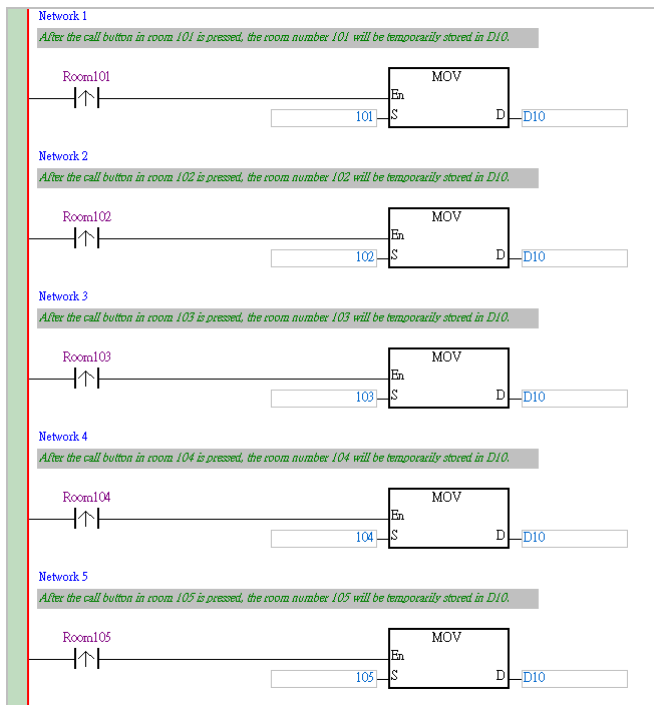 Network 1
After the call button in room 101 is pressed, the room number 101 will be temporarily stored in D10.
Room101
MOV
En
101 S D D10
Network 2
After the call button in room 102 is pressed, the room number 102 will be temporarily stored in D10.
Room102
MOV
En
102 S D D10
Network 3
After the call button in room 103 is pressed, the room number 103 will be temporarily stored in D10.
Room103
MOV
En
103 S D D10
Network 4
After the call button in room 104 is pressed, the room number 104 will be temporarily stored in D10.
Room104
MOV
En
104 S D D10
Network 5
After the call button in room 105 is pressed, the room number 105 will be temporarily stored in D10.
Room105
MOV
En
105 S D D10